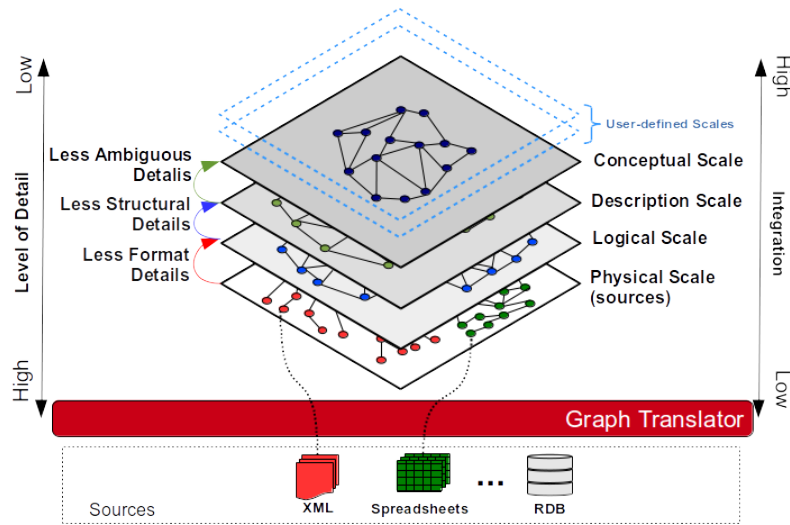 Low
High
User-defined Scales
Less Ambiguous
Detalis
Conceptual Scale
Less Structural
Details
Description Scale
Logical Scale
Less Format
Details
Physical Scale
(sources)
Level of Detail
Integration
High
Low
Graph Translator
Sources
XML
Spreadsheets
...
RDB